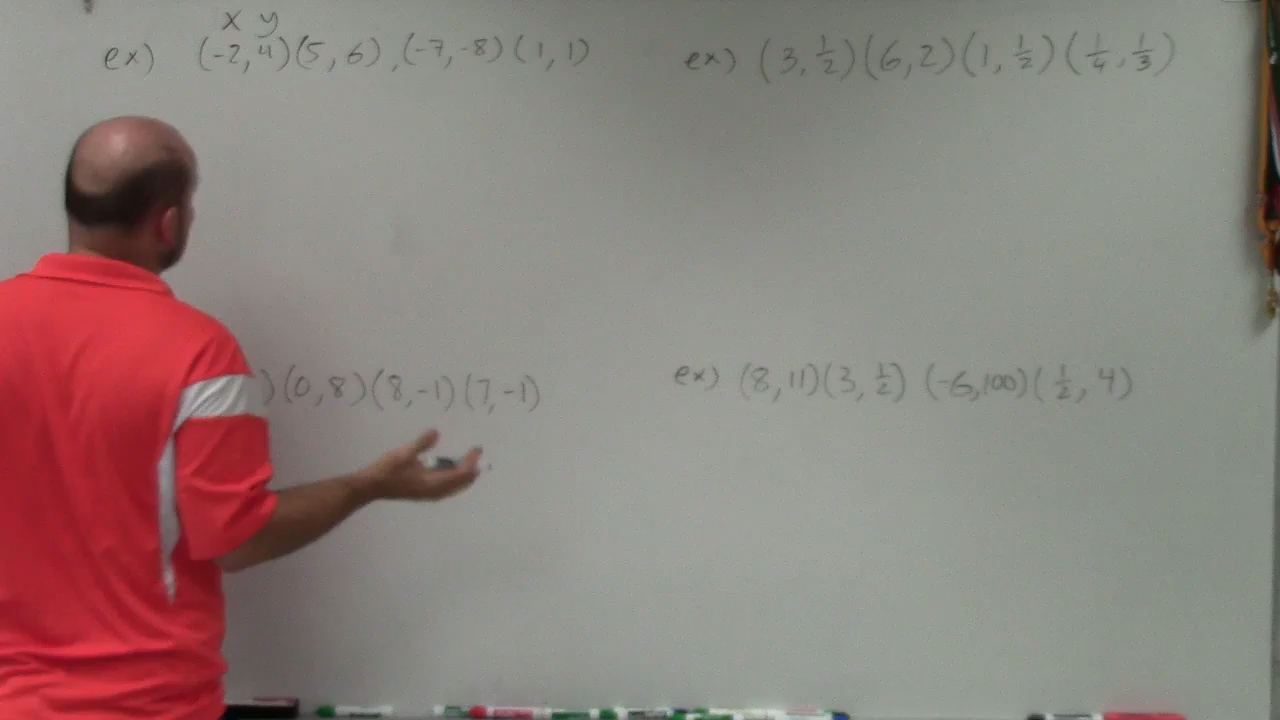 x y
ex) (-2, 4)(5, 6), (-7, -8)(1, 1)
ex) (3, 1/2)(6, 2)(1, 1/2)(1/4, 1/3)
)(0, 8)(8, -1)(7, -1)
ex) (8, 11)(3, 1/2) (-6, 100)(1/2, 4)